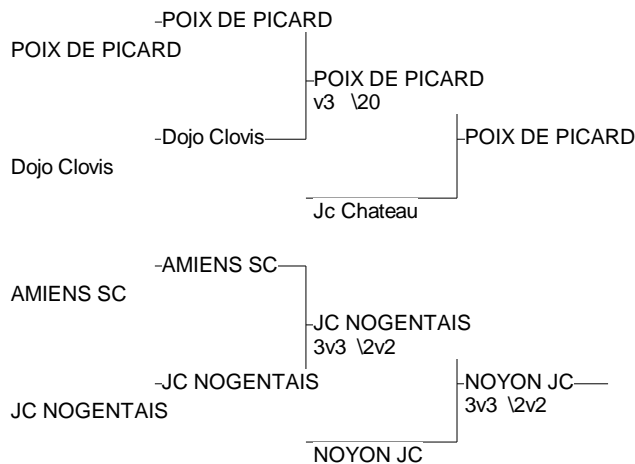 POIX DE PICARD
POIX DE PICARD
POIX DE PICARD
v3 \20
Dojo Clovis
POIX DE PICARD
Dojo Clovis
Jc Chateau
AMIENS SC
AMIENS SC
JC NOGENTAIS
3v3 \2v2
JC NOGENTAIS
NOYON JC
3v3 \2v2
JC NOGENTAIS
NOYON JC